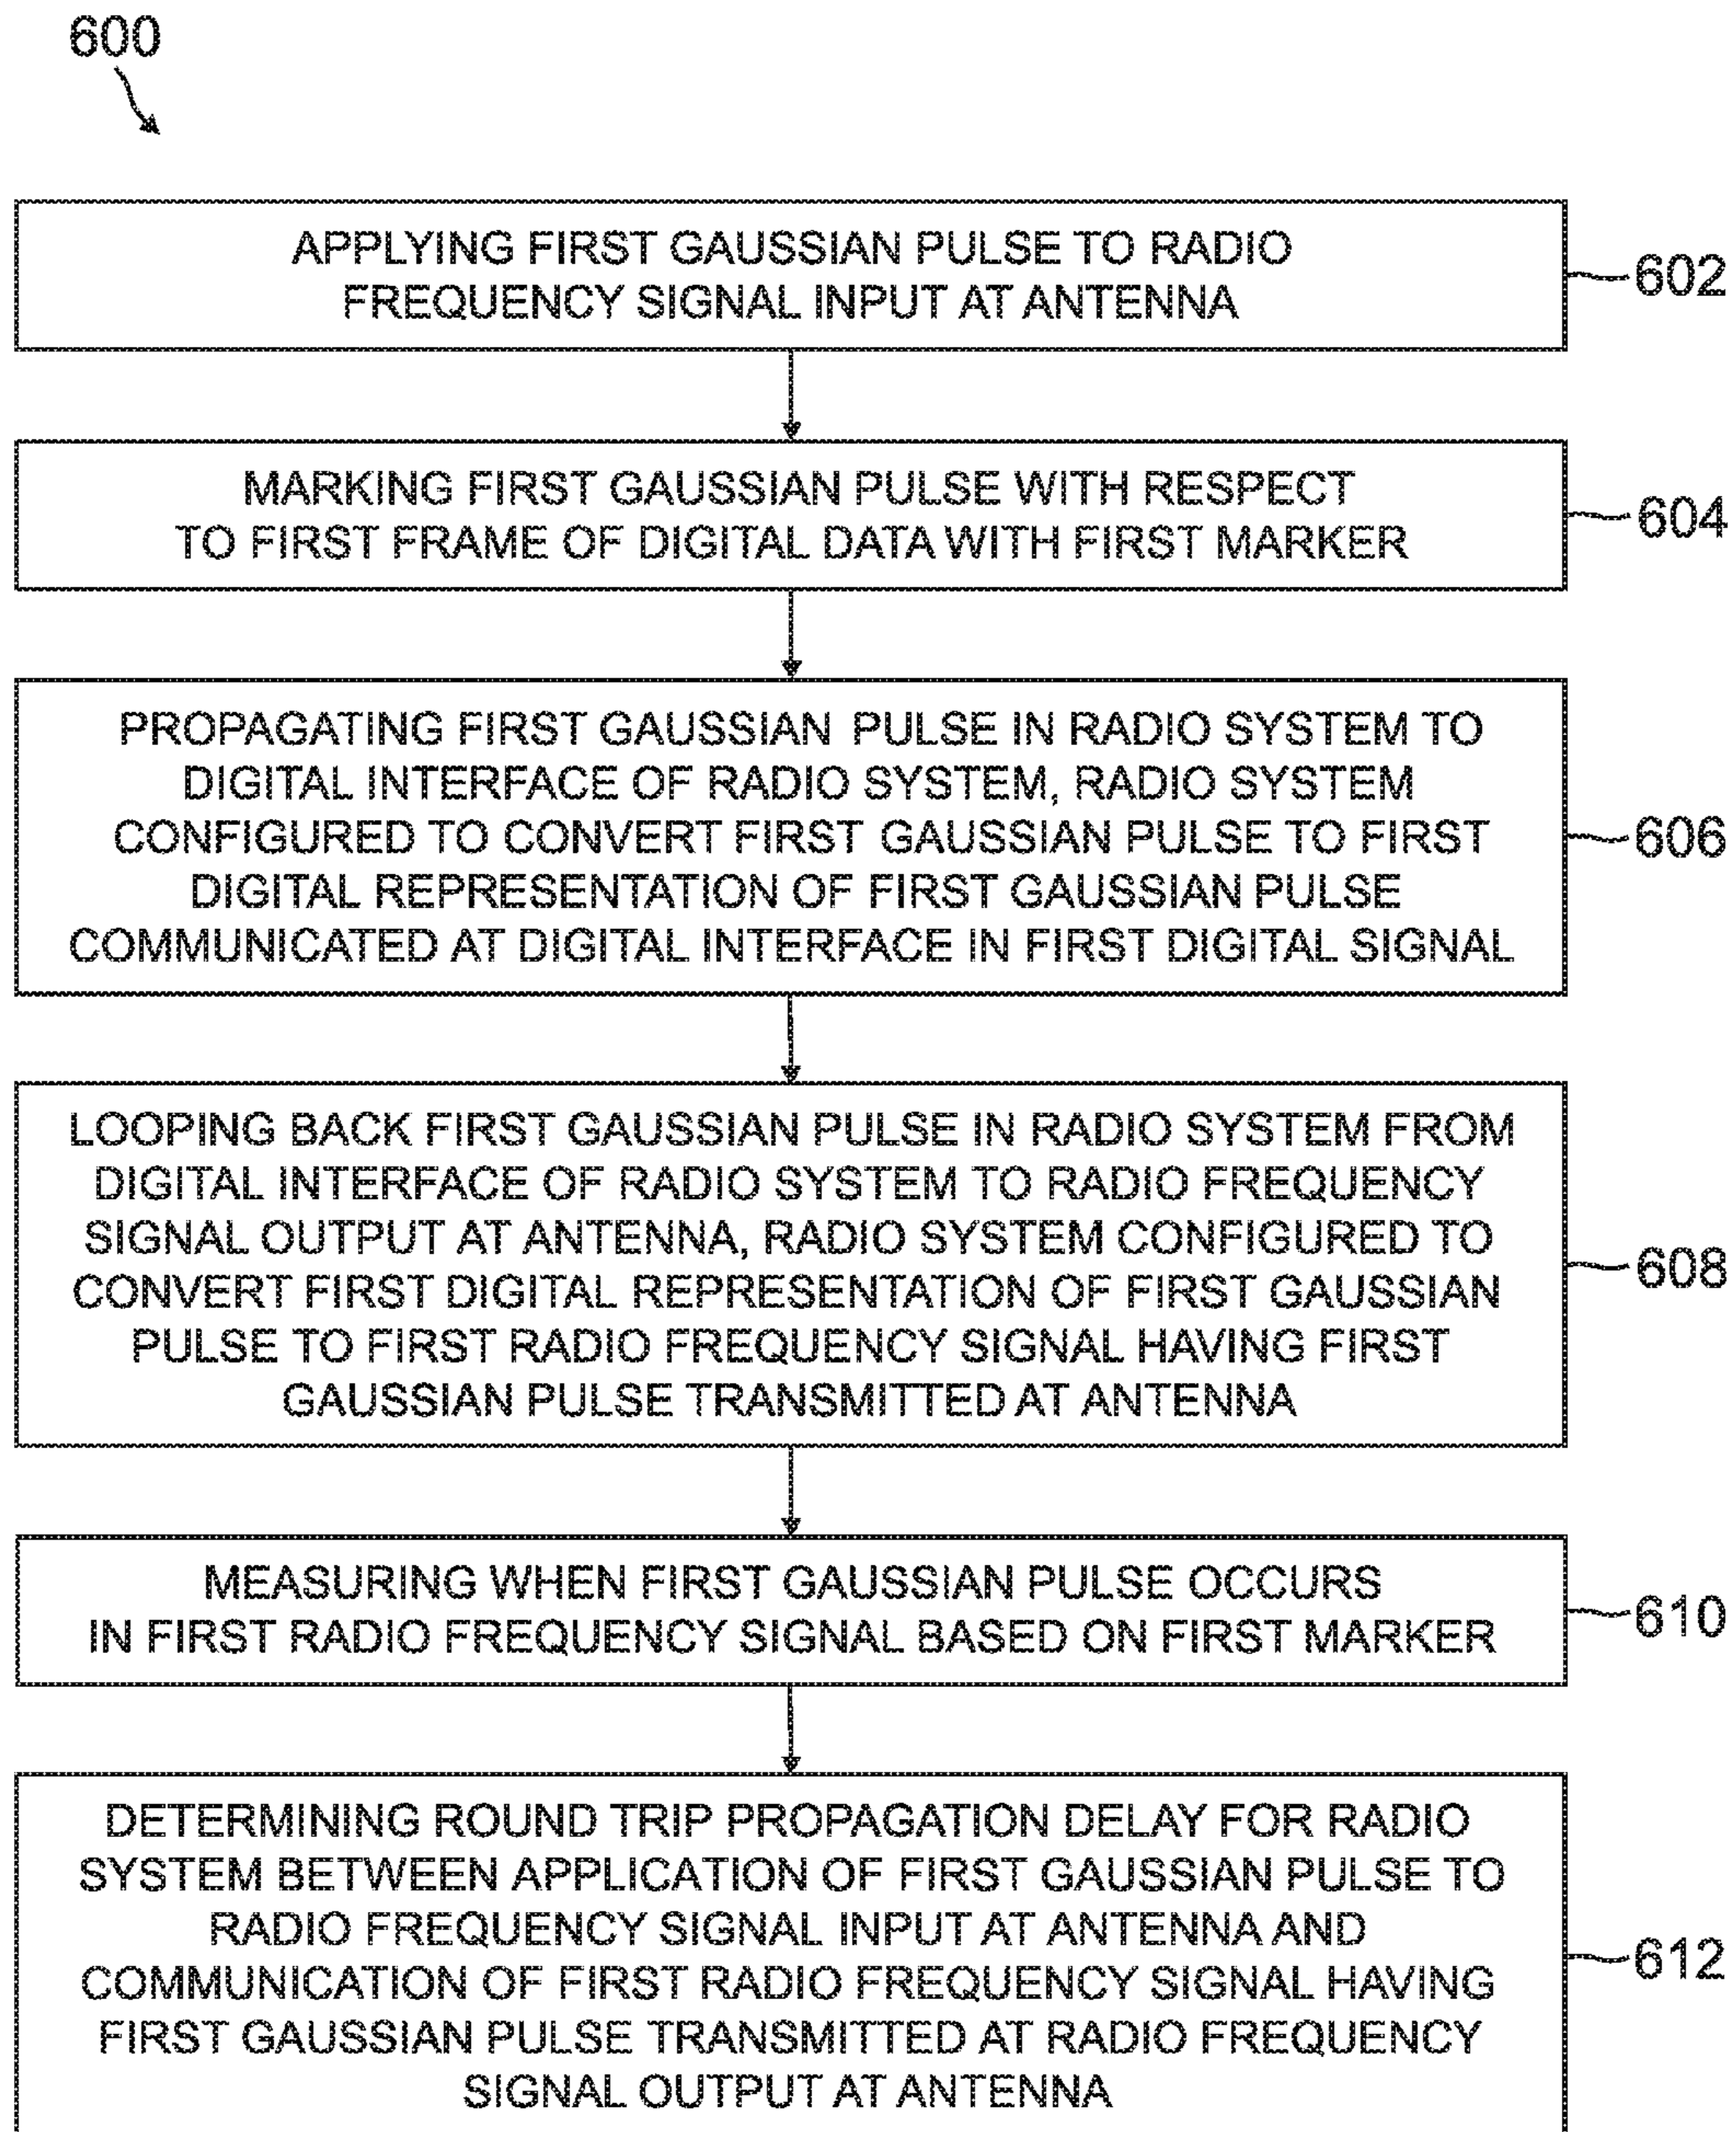 600
APPLYING FIRST GAUSSIAN PULSE TO RADIO
FREQUENCY SIGNAL INPUT AT ANTENNA
602
MARKING FIRST GAUSSIAN PULSE WITH RESPECT
TO FIRST FRAME OF DIGITAL DATA WITH FIRST MARKER
604
PROPAGATING FIRST GAUSSIAN PULSE IN RADIO SYSTEM TO
DIGITAL INTERFACE OF RADIO SYSTEM, RADIO SYSTEM
CONFIGURED TO CONVERT FIRST GAUSSIAN PULSE TO FIRST
DIGITAL REPRESENTATION OF FIRST GAUSSIAN PULSE
COMMUNICATED AT DIGITAL INTERFACE IN FIRST DIGITAL SIGNAL
606
LOOPING BACK FIRST GAUSSIAN PULSE IN RADIO SYSTEM FROM
DIGITAL INTERFACE OF RADIO SYSTEM TO RADIO FREQUENCY
SIGNAL OUTPUT AT ANTENNA, RADIO SYSTEM CONFIGURED TO
CONVERT FIRST DIGITAL REPRESENTATION OF FIRST GAUSSIAN
PULSE TO FIRST RADIO FREQUENCY SIGNAL HAVING FIRST
GAUSSIAN PULSE TRANSMITTED AT ANTENNA
608
MEASURING WHEN FIRST GAUSSIAN PULSE OCCURS
IN FIRST RADIO FREQUENCY SIGNAL BASED ON FIRST MARKER
610
DETERMINING ROUND TRIP PROPAGATION DELAY FOR RADIO
SYSTEM BETWEEN APPLICATION OF FIRST GAUSSIAN PULSE TO
RADIO FREQUENCY SIGNAL INPUT AT ANTENNA AND
COMMUNICATION OF FIRST RADIO FREQUENCY SIGNAL HAVING
FIRST GAUSSIAN PULSE TRANSMITTED AT RADIO FREQUENCY
SIGNAL OUTPUT AT ANTENNA
612